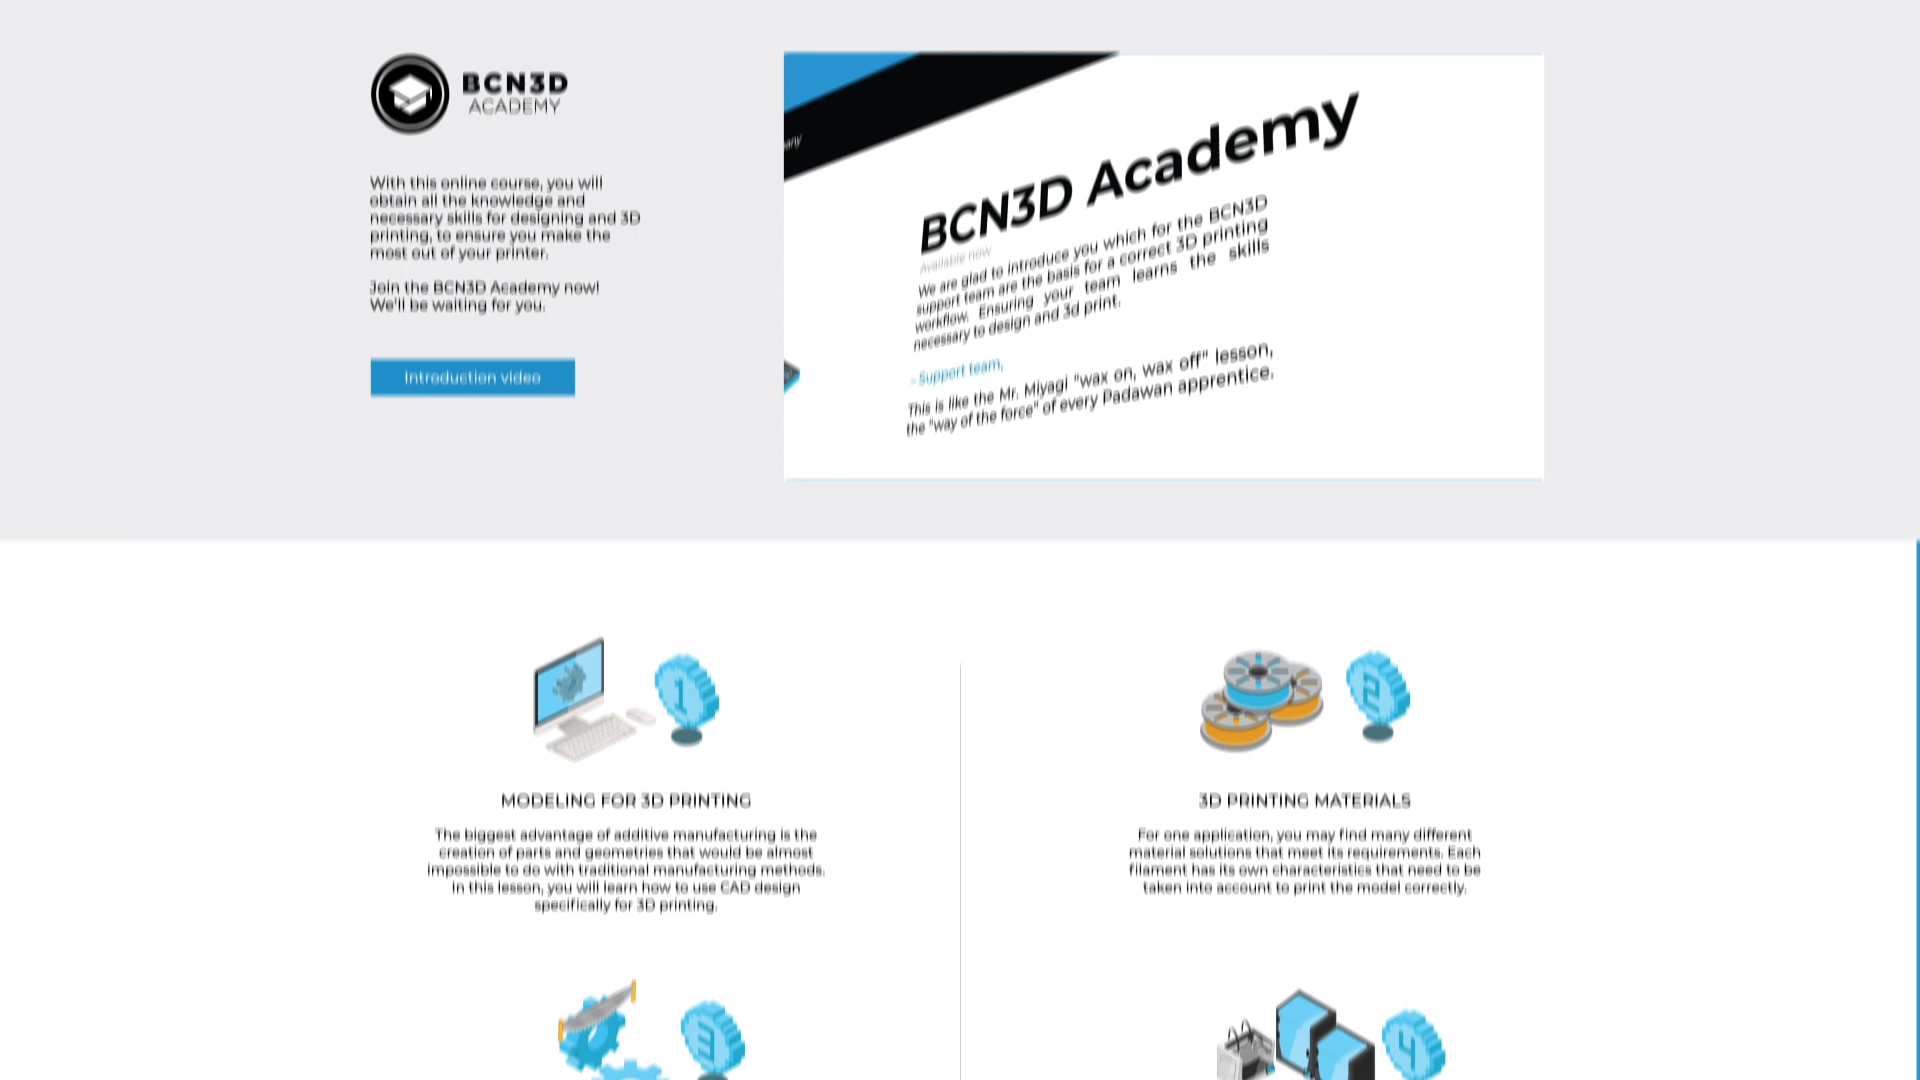 BCN3D
ACADEMY
With this online course, you will
obtain all the knowledge and
necessary skills for designing and 3D
printing, to ensure you make the
most out of your printer.
Join the BCN3D Academy now!
We'll be waiting for you.
Introduction video
BCN3D Academy
Available now
We are glad to introduce you which for the BCN3D
support team are the basis for a correct 3D printing
workflow. Ensuring your team learns the skills
necessary to design and 3d print.
- Support team,
This is like the Mr. Miyagi "wax on, wax off" lesson,
the "way of the force" of every Padawan apprentice.
1
2
MODELING FOR 3D PRINTING
The biggest advantage of additive manufacturing is the
creation of parts and geometries that would be almost
impossible to do with traditional manufacturing methods.
In this lesson, you will learn how to use CAD design
specifically for 3D printing.
3D PRINTING MATERIALS
For one application, you may find many different
material solutions that meet its requirements. Each
filament has its own characteristics that need to be
taken into account to print the model correctly.
3
4